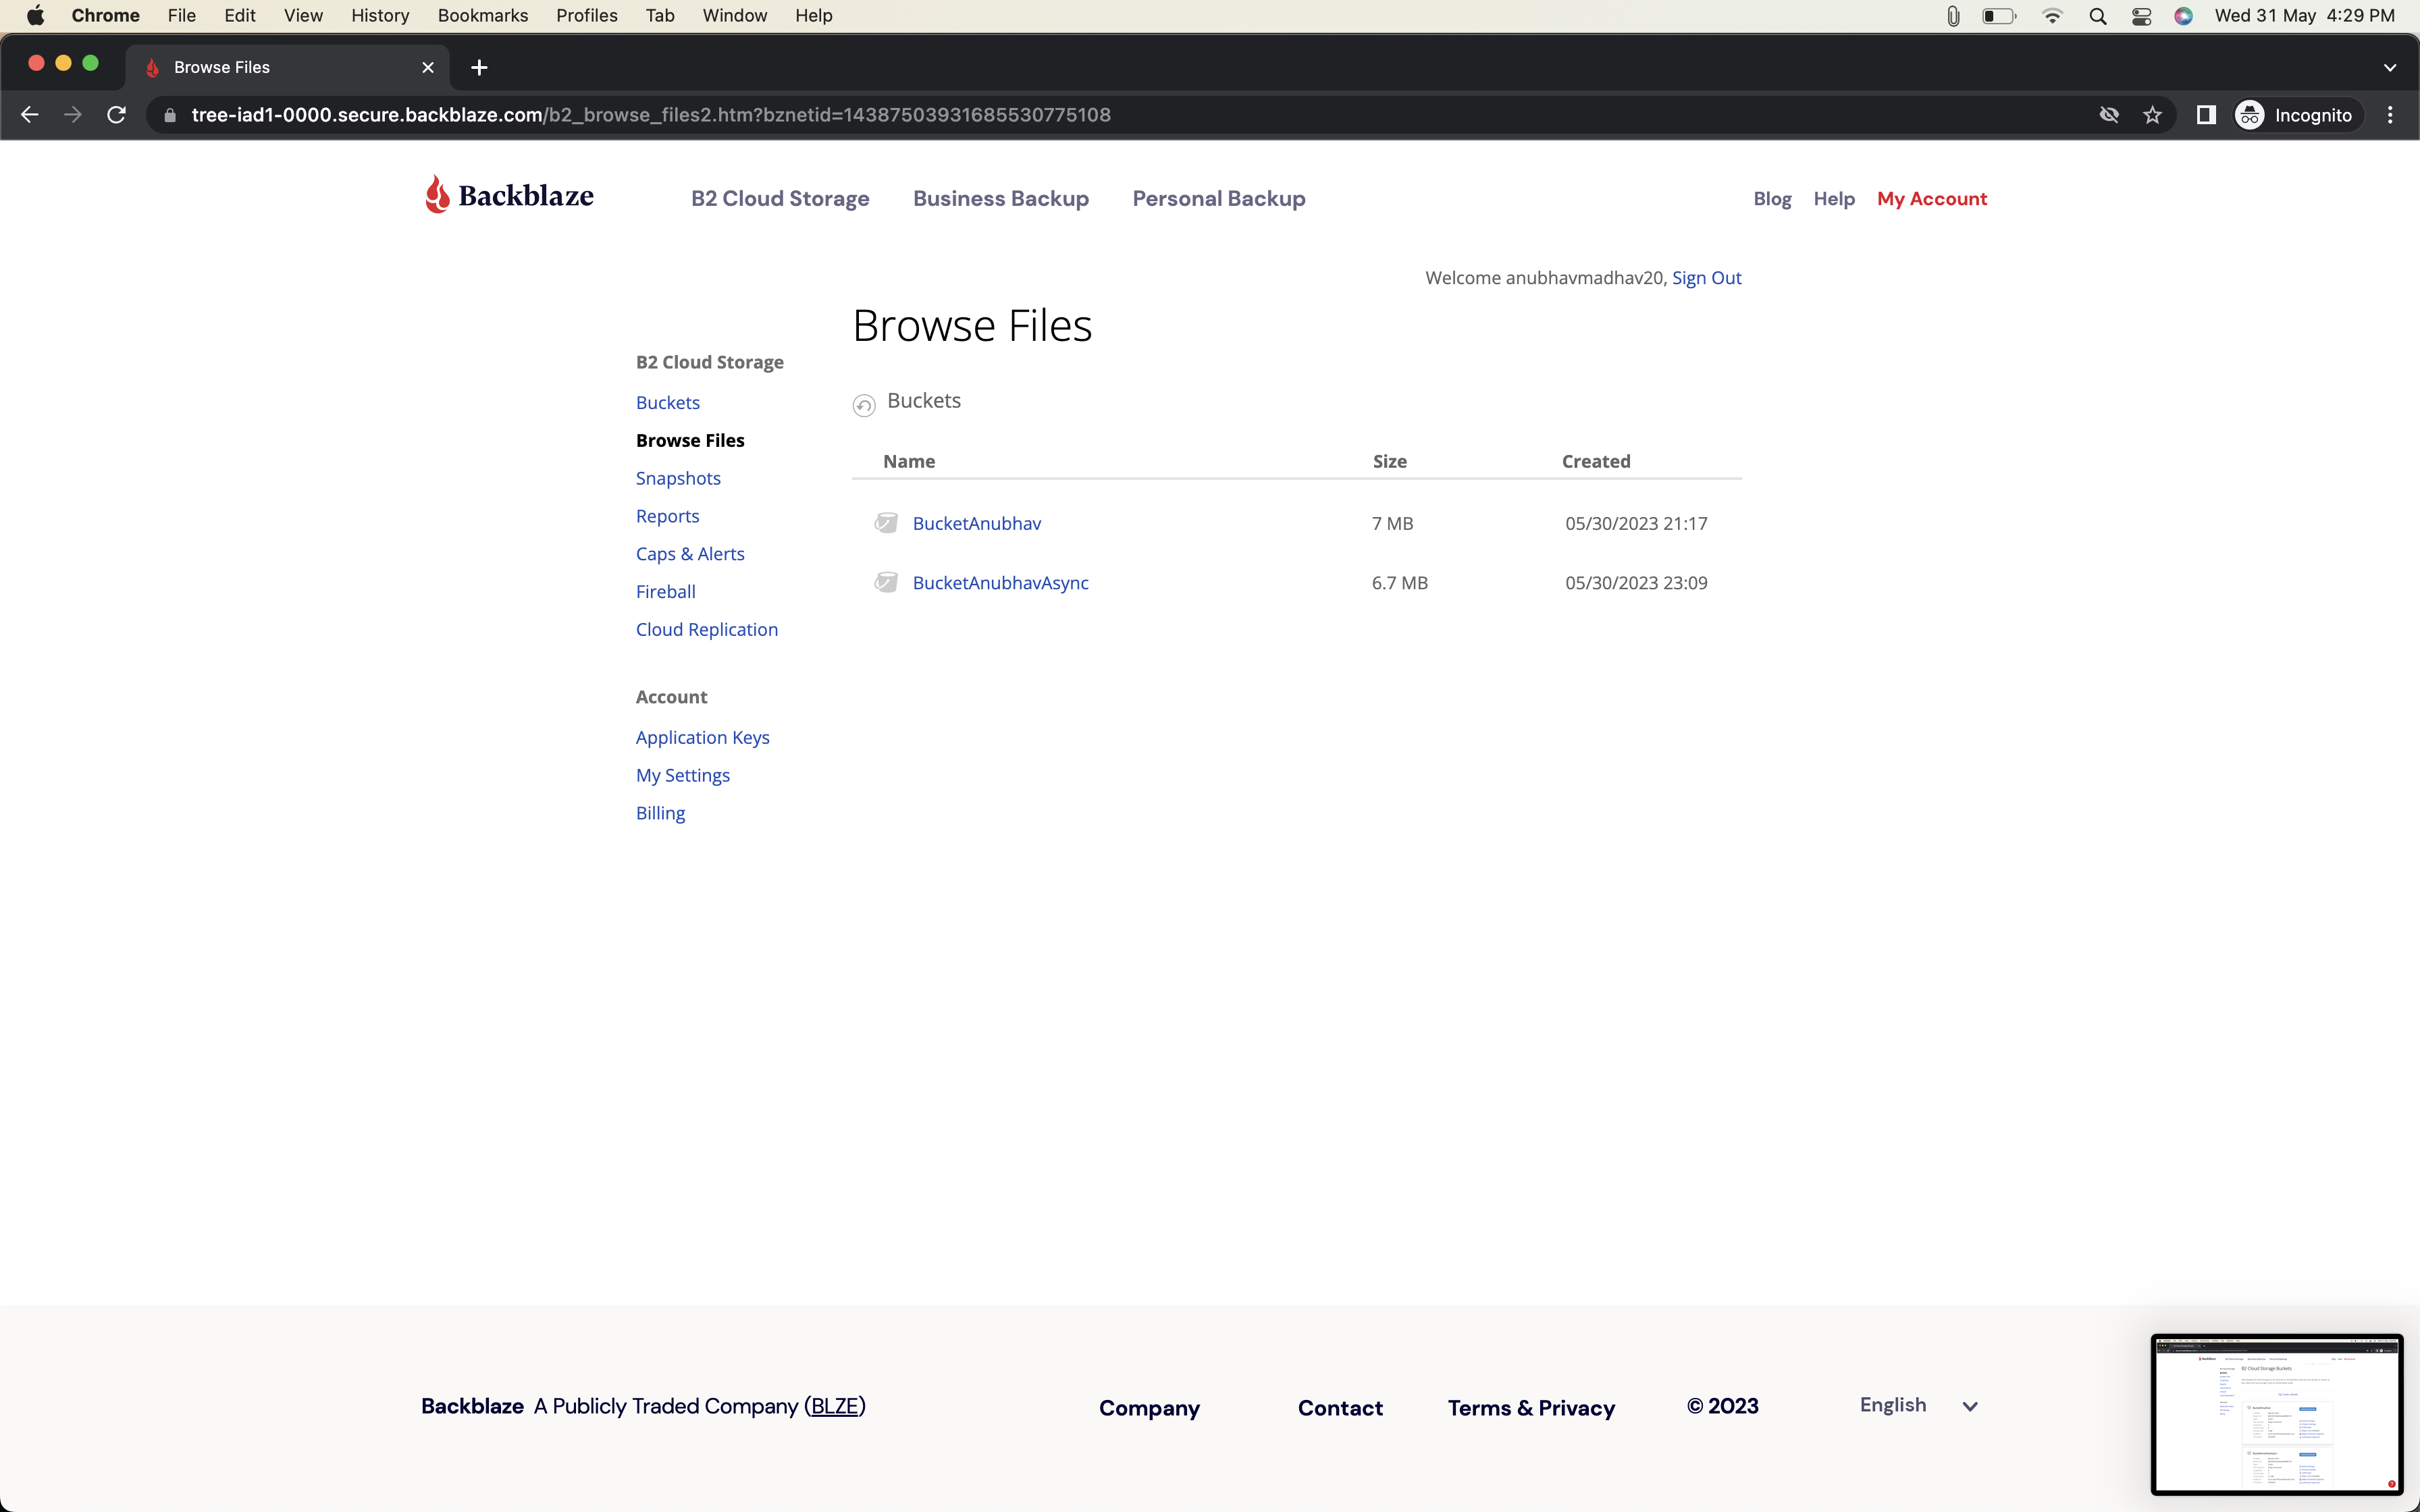 Chrome File Edit View History Bookmarks Profiles Tab Window Help Wed 31 May 4:29 PM
Browse Files
tree-iad1-0000.secure.backblaze.com/b2_browse_files2.htm?bznetid=14387503931685530775108 Incognito
Backblaze B2 Cloud Storage Business Backup Personal Backup Blog Help My Account
Welcome anubhavmadhav20, Sign Out
Browse Files
B2 Cloud Storage
Buckets
Browse Files
Snapshots
Reports
Caps & Alerts
Fireball
Cloud Replication
Account
Application Keys
My Settings
Billing
Buckets
Name Size Created
BucketAnubhav 7 MB 05/30/2023 21:17
BucketAnubhavAsync 6.7 MB 05/30/2023 23:09
Backblaze A Publicly Traded Company (BLZE) Company Contact Terms & Privacy © 2023 English
B2 Cloud Storage Buckets